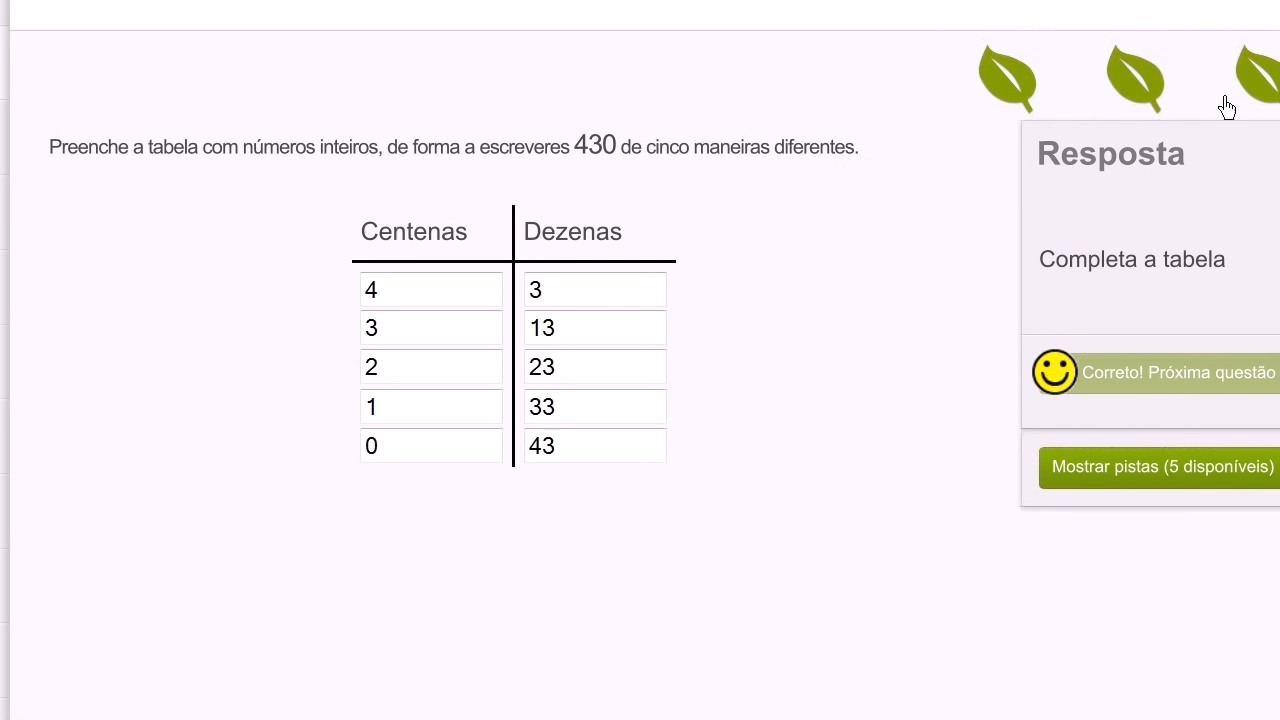 Preenche a tabela com números inteiros, de forma a escreveres 430 de cinco maneiras diferentes.
Centenas Dezenas
4 3
3 13
2 23
1 33
0 43
Resposta
Completa a tabela
Correto! Próxima questão
Mostrar pistas (5 disponíveis)